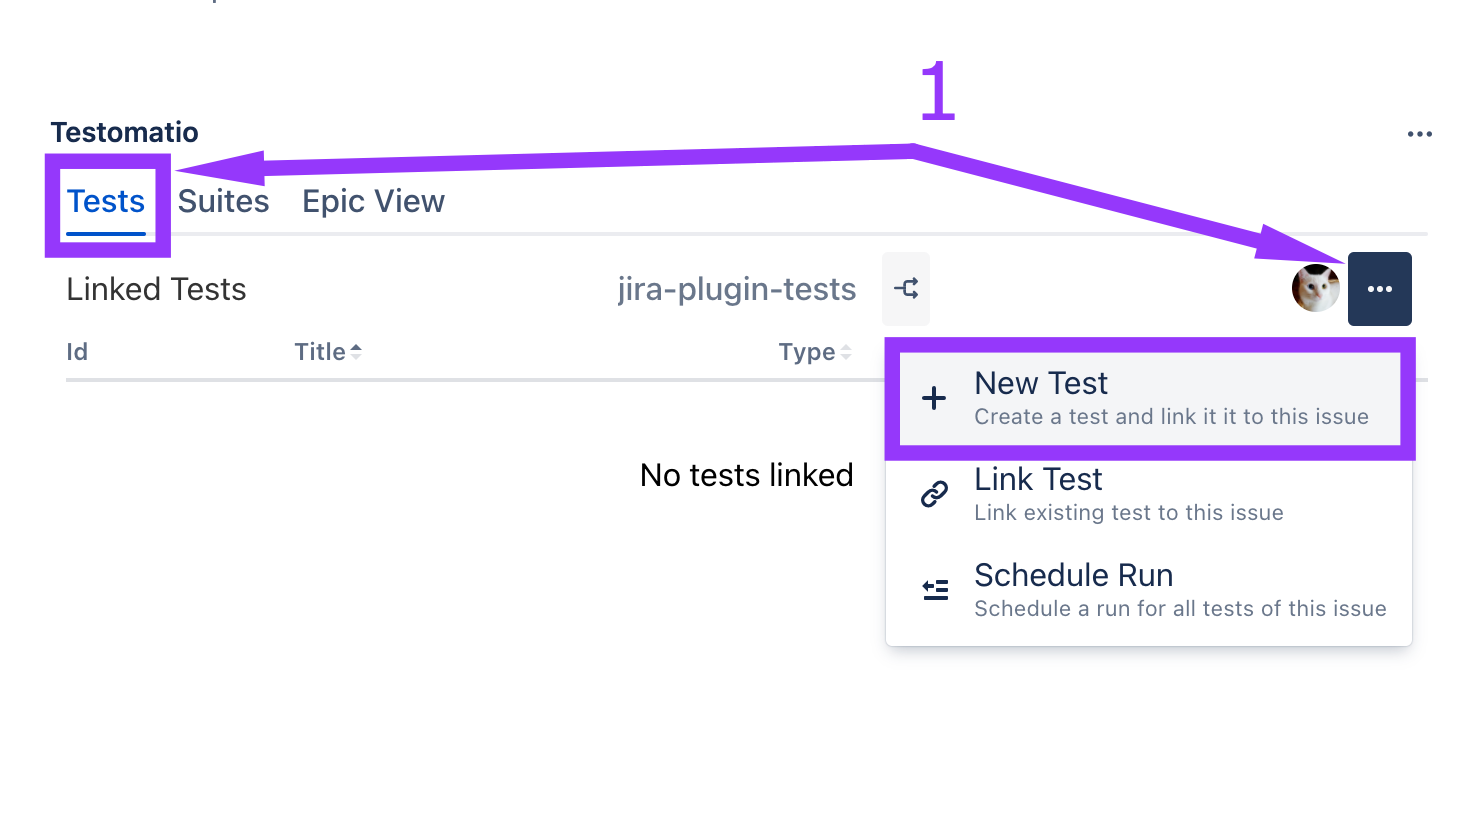 1
Testomatio
Tests Suites Epic View
Linked Tests jira-plugin-tests
Id Title Type
New Test
Create a test and link it it to this issue
No tests linked
Link Test
Link existing test to this issue
Schedule Run
Schedule a run for all tests of this issue